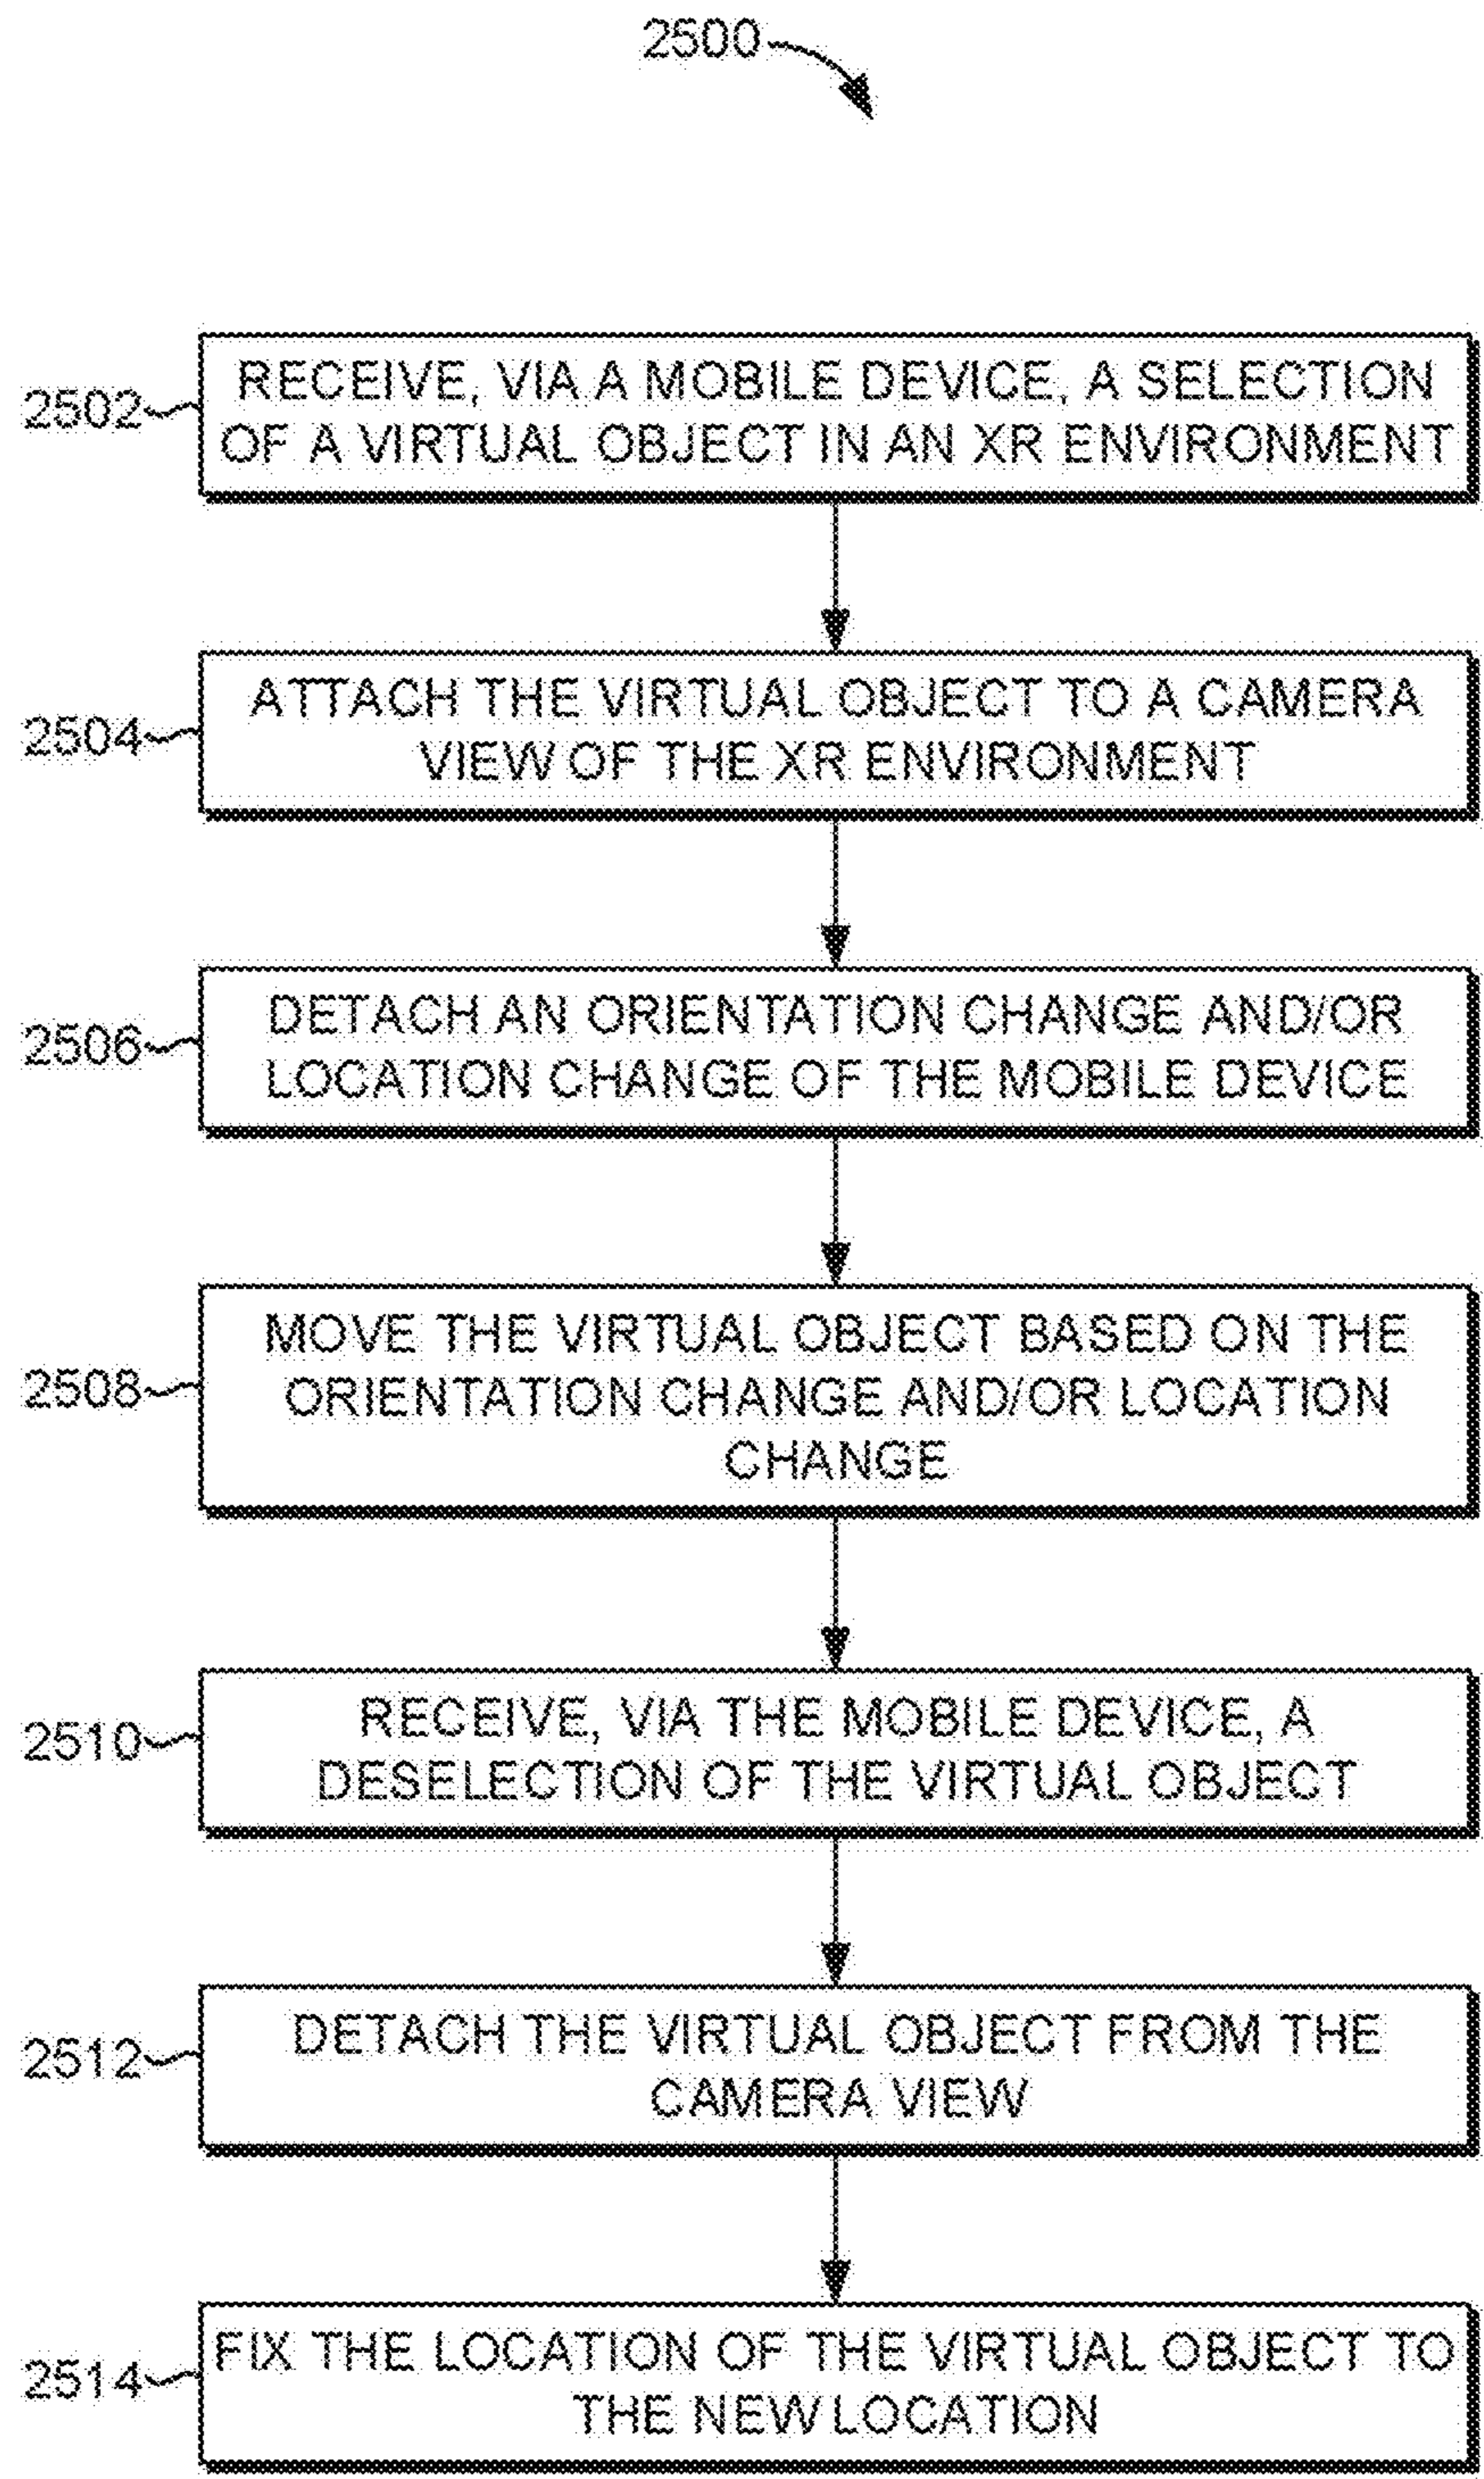 2500
2502
RECEIVE, VIA A MOBILE DEVICE, A SELECTION
OF A VIRTUAL OBJECT IN AN XR ENVIRONMENT
2504
ATTACH THE VIRTUAL OBJECT TO A CAMERA
VIEW OF THE XR ENVIRONMENT
2506
DETACH AN ORIENTATION CHANGE AND/OR
LOCATION CHANGE OF THE MOBILE DEVICE
2508
MOVE THE VIRTUAL OBJECT BASED ON THE
ORIENTATION CHANGE AND/OR LOCATION
CHANGE
2510
RECEIVE, VIA THE MOBILE DEVICE, A
DESELECTION OF THE VIRTUAL OBJECT
2512
DETACH THE VIRTUAL OBJECT FROM THE
CAMERA VIEW
2514
FIX THE LOCATION OF THE VIRTUAL OBJECT TO
THE NEW LOCATION